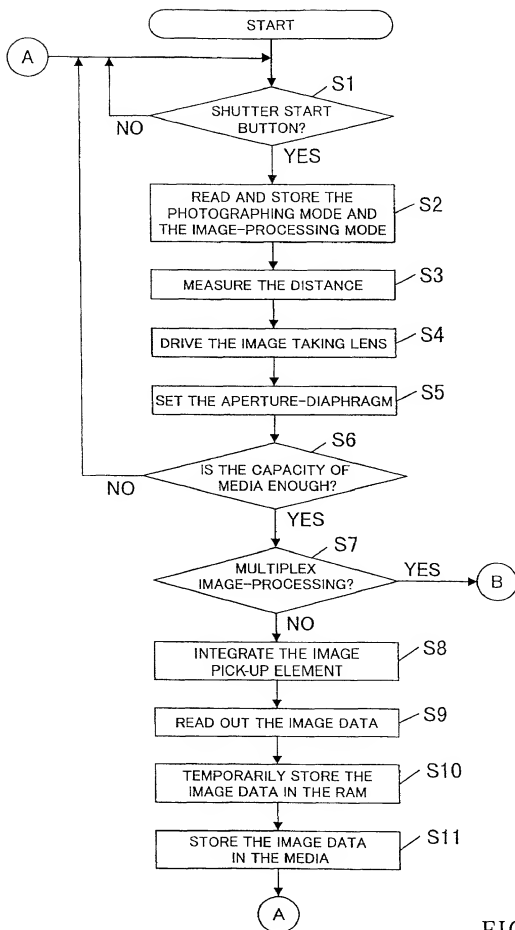 START
A
S1
SHUTTER START
BUTTON?
NO
YES
READ AND STORE THE
PHOTOGRAPHING MODE AND
THE IMAGE-PROCESSING MODE
S2
MEASURE THE DISTANCE
S3
DRIVE THE IMAGE TAKING LENS
S4
SET THE APERTURE-DIAPHRAGM
S5
S6
IS THE CAPACITY OF
MEDIA ENOUGH?
NO
YES
S7
MULTIPLEX
IMAGE-PROCESSING?
YES
B
NO
INTEGRATE THE IMAGE
PICK-UP ELEMENT
S8
READ OUT THE IMAGE DATA
S9
TEMPORARILY STORE THE
IMAGE DATA IN THE RAM
S10
STORE THE IMAGE DATA
IN THE MEDIA
S11
A
FIG